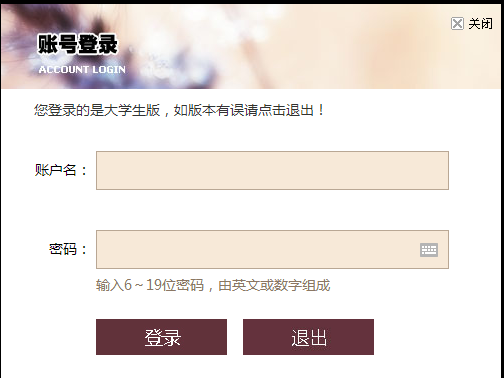 关闭
账号登录
ACCOUNT LOGIN
您登录的是大学生版，如版本有误请点击退出！
账户名：
密码：
输入6～19位密码，由英文或数字组成
登录 退出